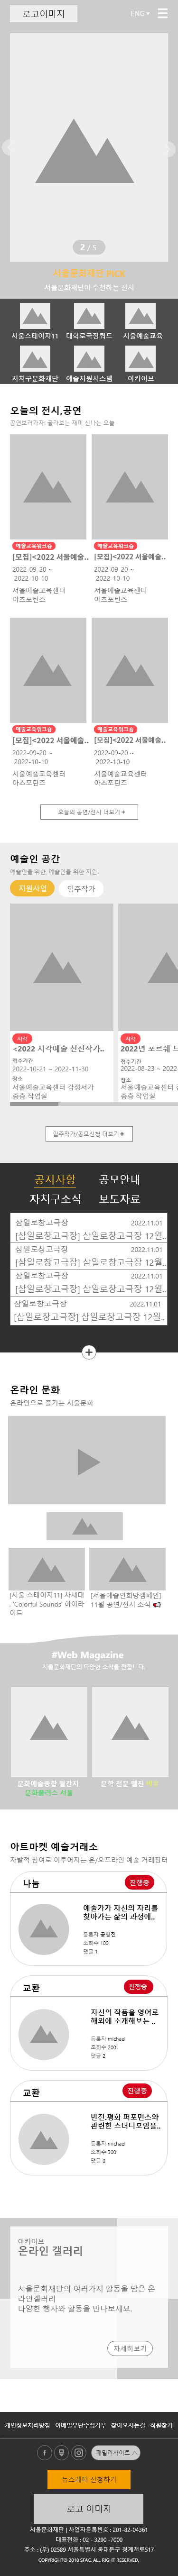 로고이미지
ENG
2 / 5
서울문화재단 PICK
서울문화재단이 추천하는 전시
서울스테이지11 대학로극장쿼드 서울예술교육
자치구문화재단 예술지원시스템 아카이브
오늘의 전시,공연
공연보러가자! 골라보는 재미 신나는 오늘
예술교육워크숍 예술교육워크숍
[모집]<2022 서울예술.. [모집]<2022 서울예술..
2022-09-20 ~ 2022-09-20 ~
2022-10-10 2022-10-10
서울예술교육센터 서울예술교육센터
아츠포틴즈 아츠포틴즈
예술교육워크숍 예술교육워크숍
[모집]<2022 서울예술.. [모집]<2022 서울예술..
2022-09-20 ~ 2022-09-20 ~
2022-10-10 2022-10-10
서울예술교육센터 서울예술교육센터
아츠포틴즈 아츠포틴즈
오늘의 공연/전시 더보기 +
예술인 공간
예술인을 위한, 예술인을 위한 지원!
지원사업 입주작가
시각 시각
<2022 시각예술 신진작가.. 2022년 포르쉐
접수기간 접수기간
2022-10-21 ~ 2022-11-30 2022-08-23 ~ 2022
장소 장소
서울예술교육센터 감정서가 서울예술교육센터
중증 작업실 중증 작업실
입주작가/공모신청 더보기 +
공지사항 공모안내
자치구소식 보도자료
삼일로창고극장 2022.11.01
[삼일로창고극장] 삼일로창고극장 12월..
삼일로창고극장 2022.11.01
[삼일로창고극장] 삼일로창고극장 12월..
삼일로창고극장 2022.11.01
[삼일로창고극장] 삼일로창고극장 12월..
삼일로창고극장 2022.11.01
[삼일로창고극장] 삼일로창고극장 12월..
온라인 문화
온라인으로 즐기는 서울문화
[서울 스테이지11] 차세대 [서울예술인희망캠페인]
. 'Colorful Sounds' 하이라 11월 공연/전시 소식
이트
#Web Magazine
서울문화재단의 다양한 소식을 전합니다.
문화예술종합 발간지 문학 전문 웹진
문화플러스 서울
아트마켓 예술거래소
자발적 참여로 이루어지는 온/오프라인 예술 거래장터
나눔 진행중
예술가가 자신의 자리를
찾아가는 삶의 과정에..
등록자 공형진
조회수 100
댓글 1
교환 진행중
자신의 작품을 영어로
해외에 소개해보는 ..
등록자 michael
조회수 200
댓글 2
교환 진행중
반전.평화 퍼포먼스와
관련한 스터디모임을..
등록자 michael
조회수 300
댓글 0
아카이브
온라인 갤러리
서울문화재단의 여러가지 활동을 담은 온
라인갤러리
다양한 행사와 활동을 만나보세요.
자세히보기
개인정보처리방침 이메일무단수집거부 찾아오시는길 직원찾기
f
패밀리사이트
뉴스레터 신청하기
로고 이미지
서울문화재단 | 사업자등록번호 : 201-82-04361
대표전화 : 02 - 3290 -7000
주소 : (우) 02589 서울특별시 동대문구 청계천로517
COPYRIGHT© 2018 SFAC. ALL RIGHT RESERVED.